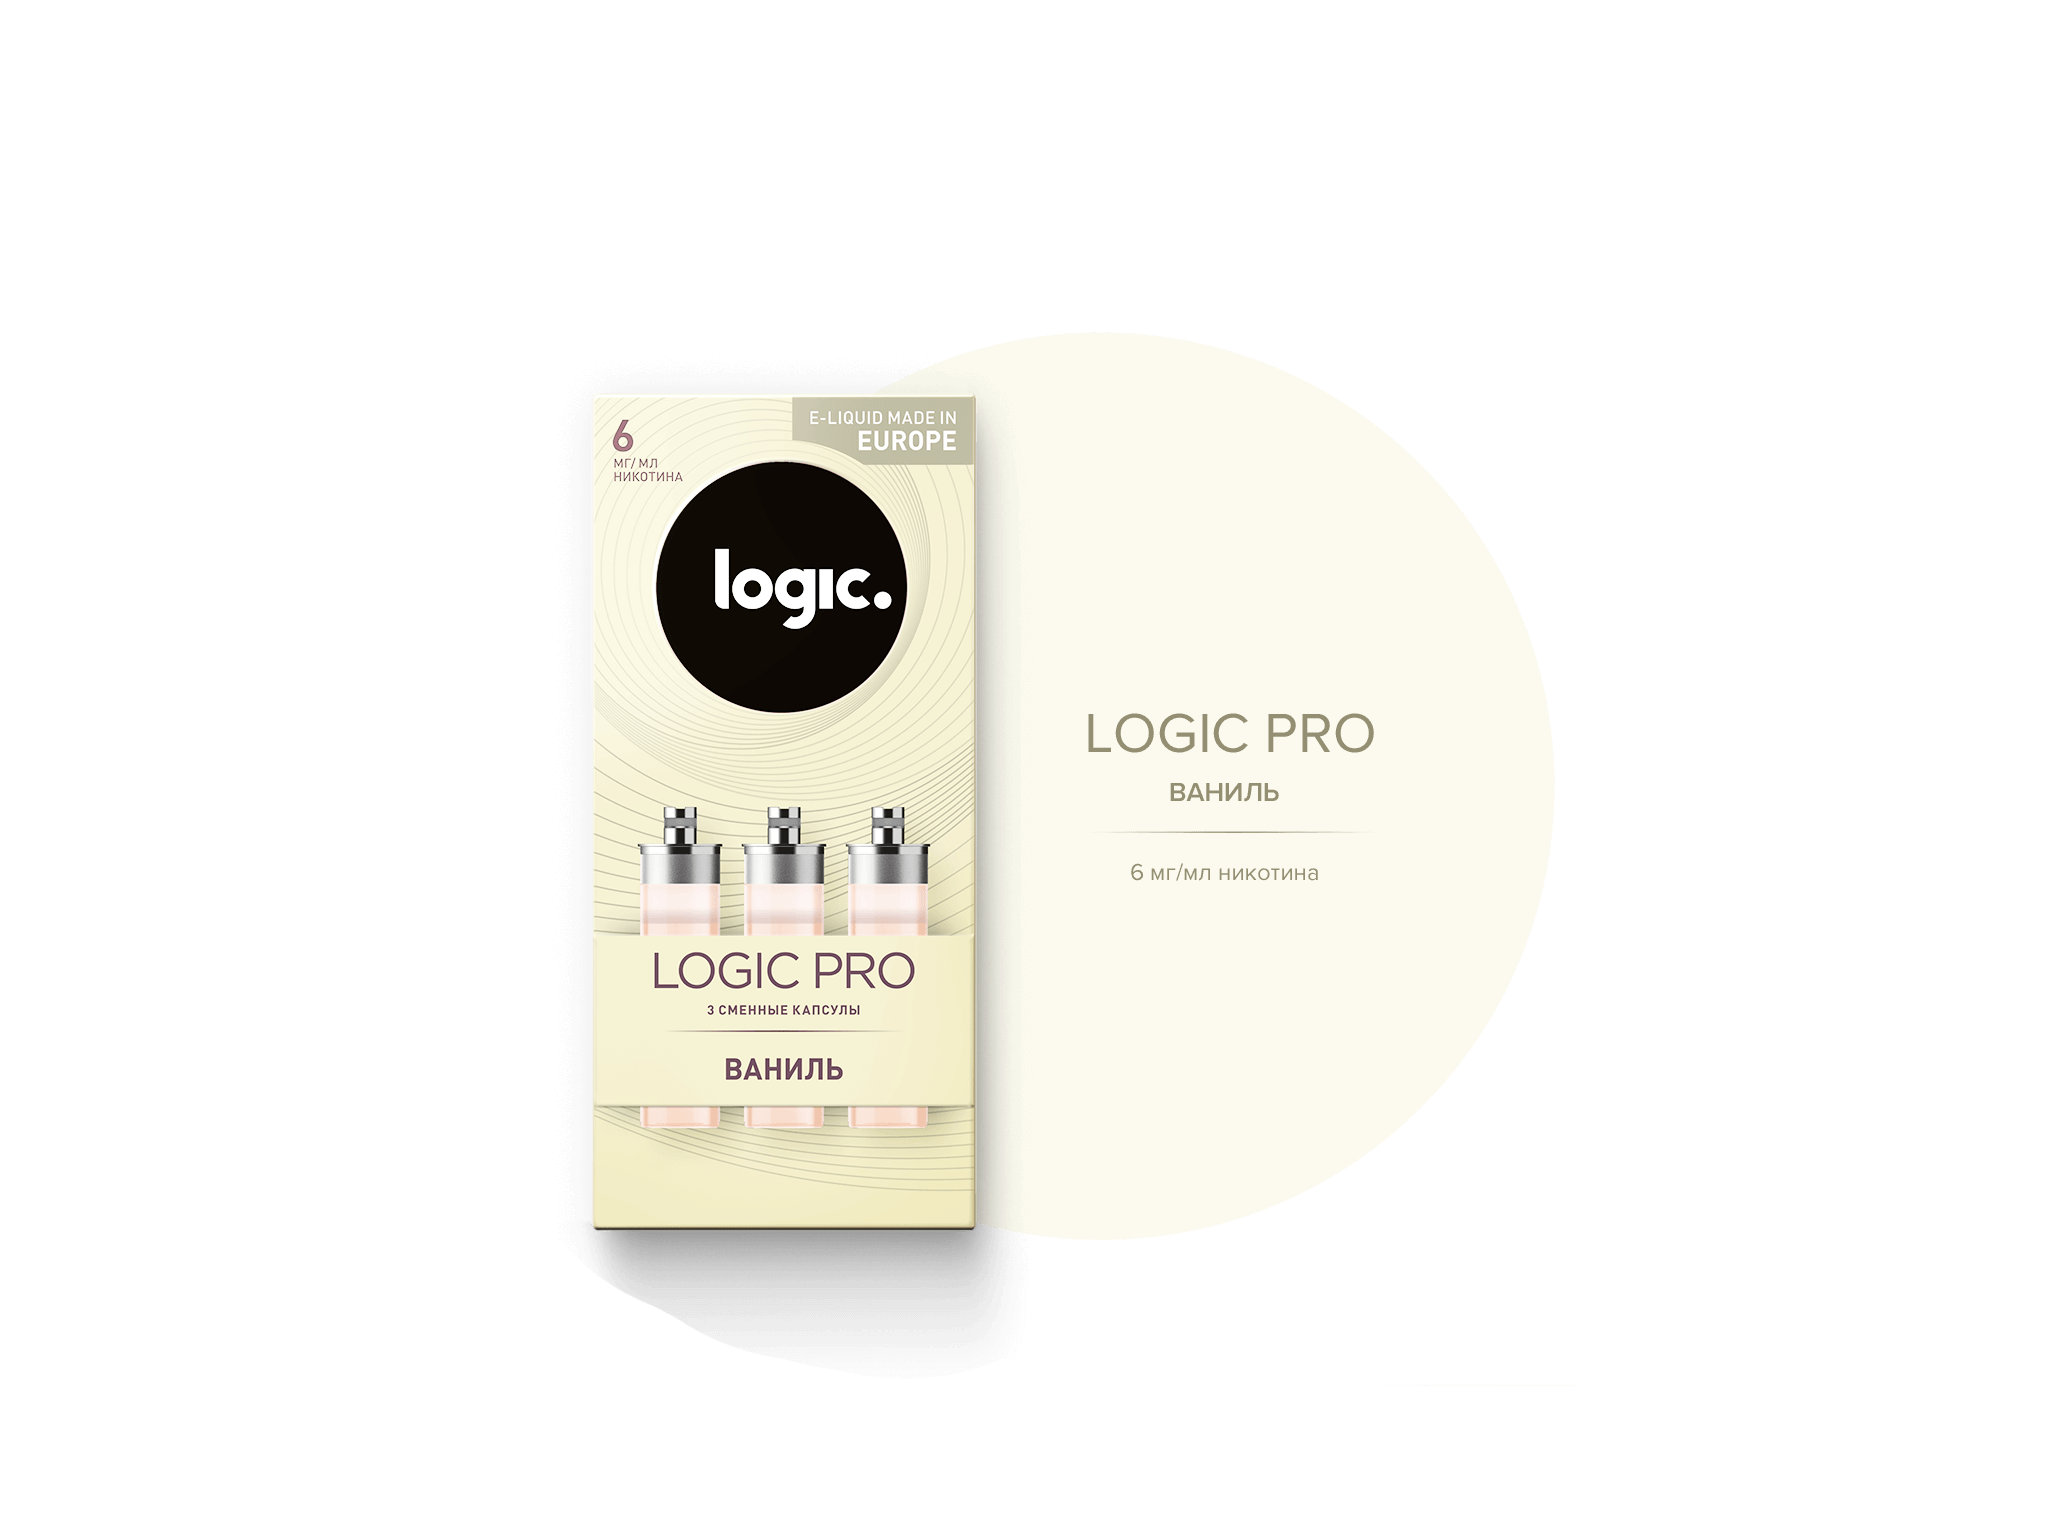 6
МГ/МЛ
НИКОТИНА
E-LIQUID MADE IN
EUROPE
logic.
LOGIC PRO
3 СМЕННЫЕ КАПСУЛЫ
ВАНИЛЬ
LOGIC PRO
ВАНИЛЬ
6 мг/мл никотина